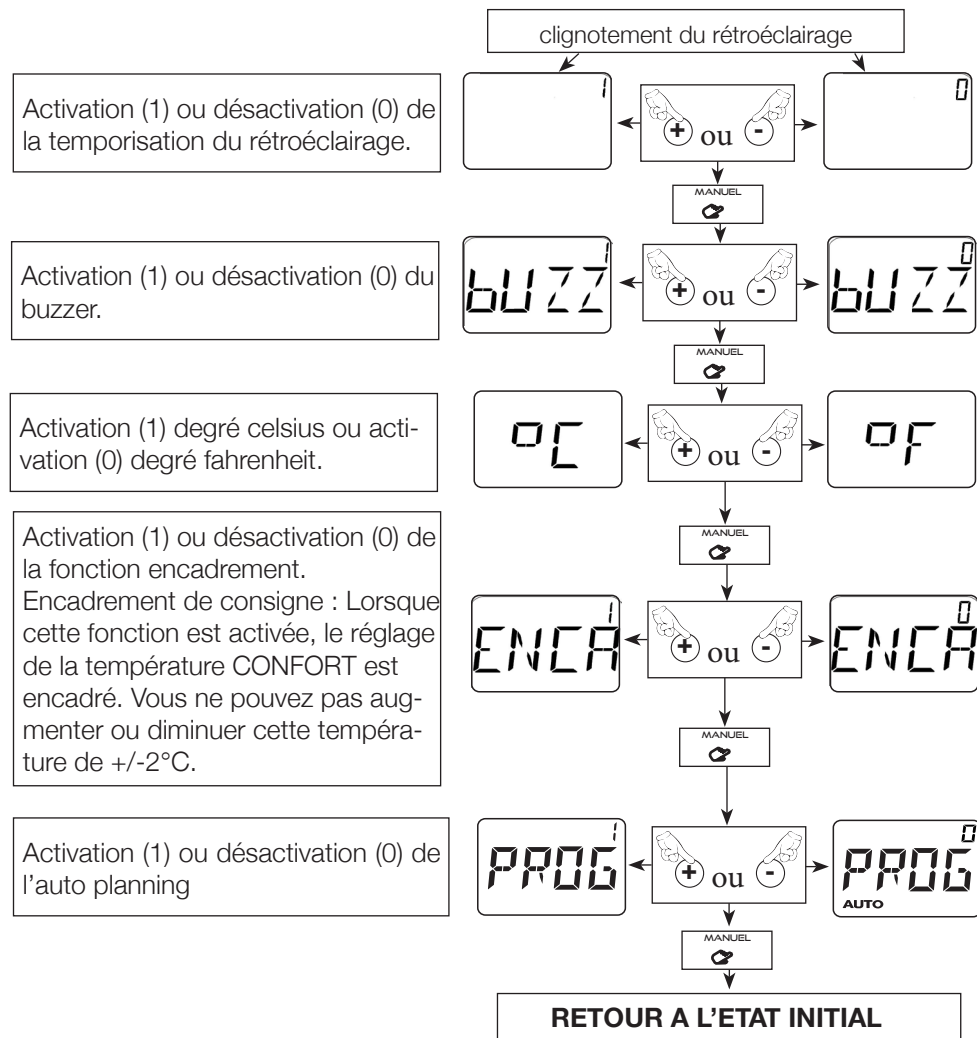 clignotement du rétroéclairage
Activation (1) ou désactivation (0) de
la temporisation du rétroéclairage.
1
+ ou -
0
MANUEL
Activation (1) ou désactivation (0) du
buzzer.
1
bUZZ
+ ou -
0
bUZZ
MANUEL
Activation (1) degré celsius ou acti-
vation (0) degré fahrenheit.
°C
+ ou -
°F
MANUEL
Activation (1) ou désactivation (0) de
la fonction encadrement.
Encadrement de consigne : Lorsque
cette fonction est activée, le réglage
de la température CONFORT est
encadré. Vous ne pouvez pas aug-
menter ou diminuer cette tempéra-
ture de +/-2°C.
1
ENCA
+ ou -
0
ENCA
MANUEL
Activation (1) ou désactivation (0) de
l'auto planning
1
PROG
+ ou -
0
PROG
AUTO
MANUEL
RETOUR A L'ETAT INITIAL